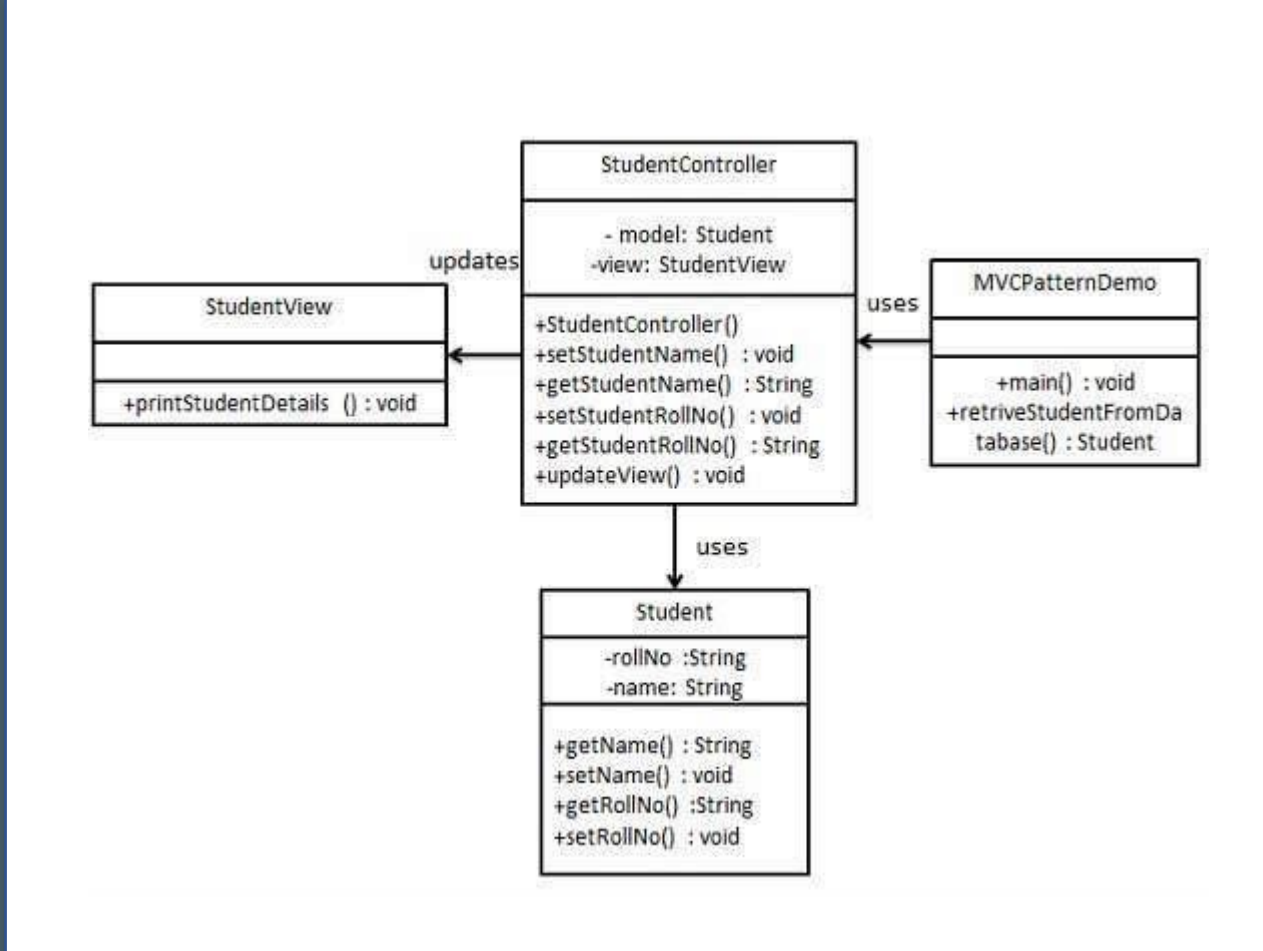 StudentController
- model: Student
-view: StudentView
+StudentController()
+setStudentName() : void
+getStudentName() : String
+setStudentRollNo() : void
+getStudentRollNo() : String
+updateView() : void
updates
StudentView
+printStudentDetails () : void
uses
MVCPatternDemo
+main() : void
+retriveStudentFromDa
tabase() : Student
uses
Student
-rollNo :String
-name: String
+getName() : String
+setName() : void
+getRollNo() :String
+setRollNo() : void